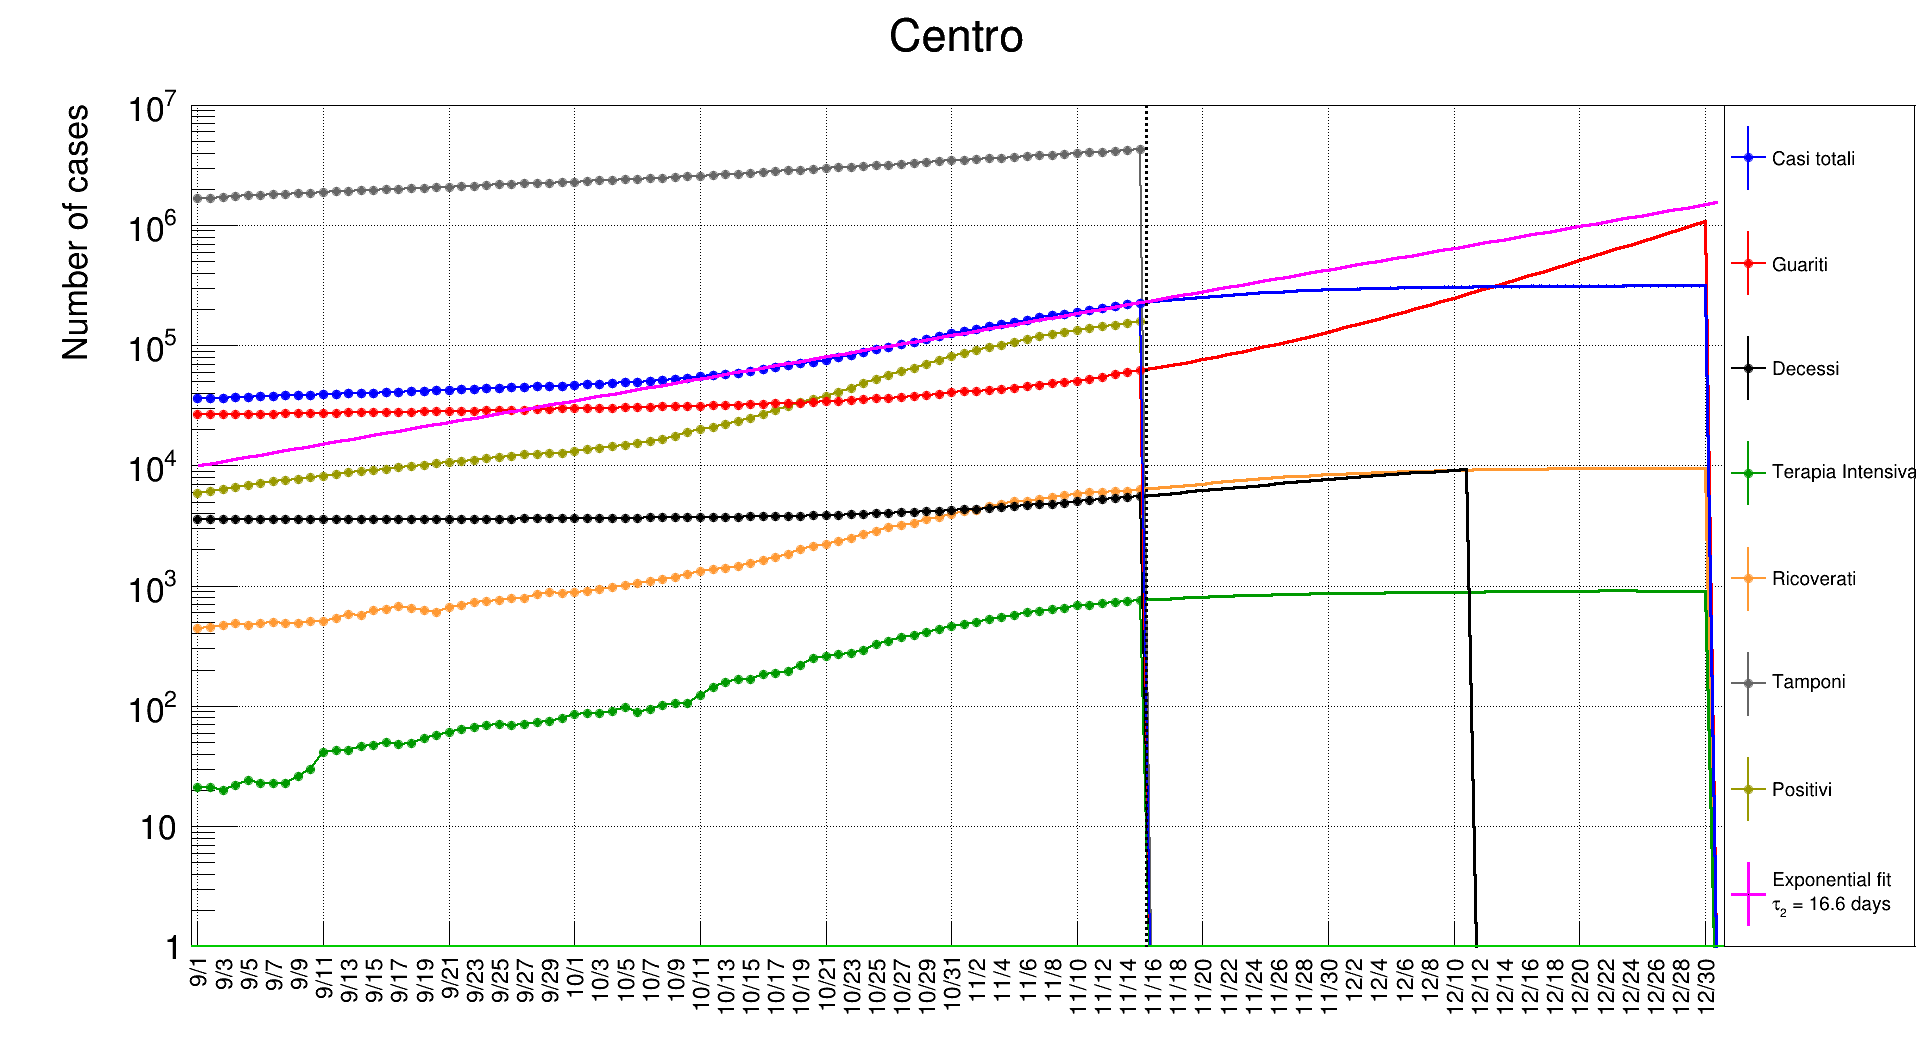 Centro
Number of cases
10^7
10^6
10^5
10^4
10^3
10^2
10
1
9/1 9/3 9/5 9/7 9/9 9/11 9/13 9/15 9/17 9/19 9/21 9/23 9/25 9/27 9/29 10/1 10/3 10/5 10/7 10/9 10/11 10/13 10/15 10/17 10/19 10/21 10/23 10/25 10/27 10/29 10/31 11/2 11/4 11/6 11/8 11/10 11/12 11/14 11/16 11/18 11/20 11/22 11/24 11/26 11/28 11/30 12/2 12/4 12/6 12/8 12/10 12/12 12/14 12/16 12/18 12/20 12/22 12/24 12/26 12/28 12/30
Casi totali
Guariti
Decessi
Terapia Intensiva
Ricoverati
Tamponi
Positivi
Exponential fit
τ₂ = 16.6 days